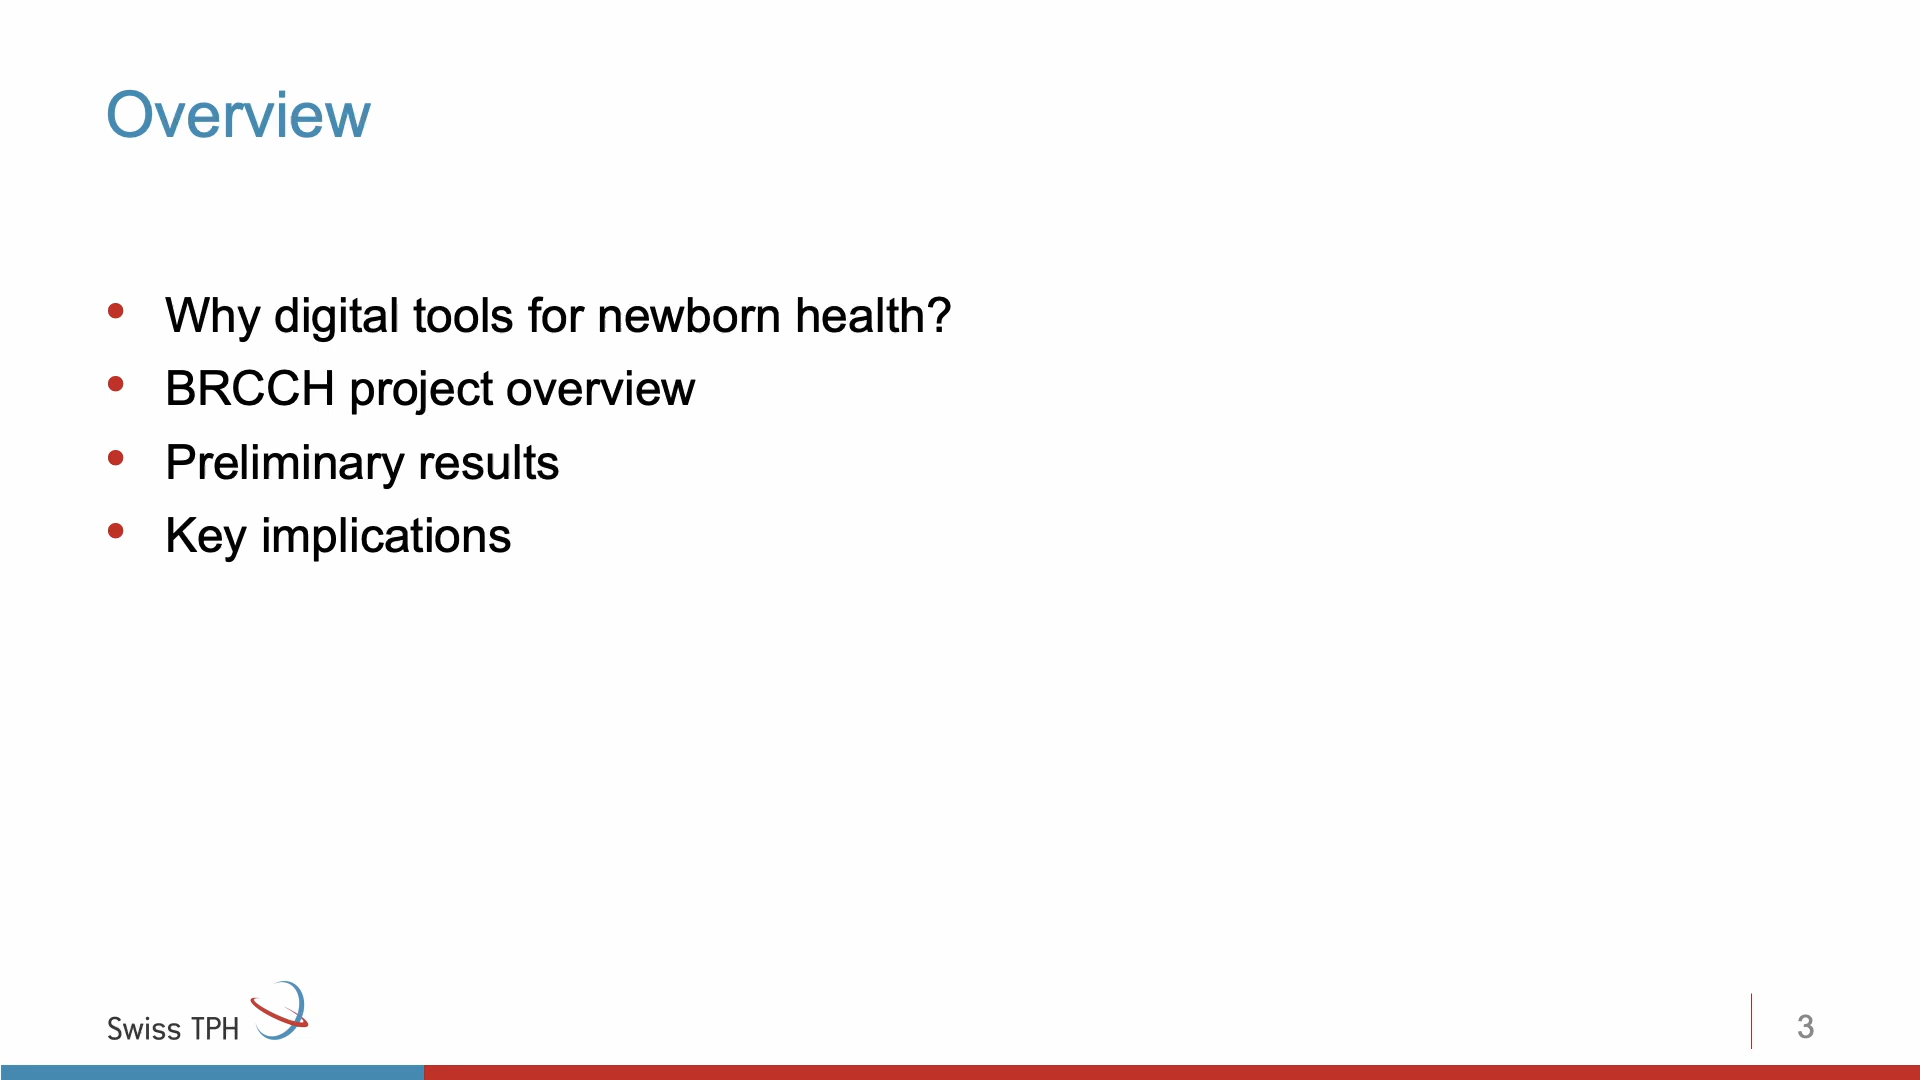 Overview
• Why digital tools for newborn health?
• BRCCH project overview
• Preliminary results
• Key implications
Swiss TPH
3